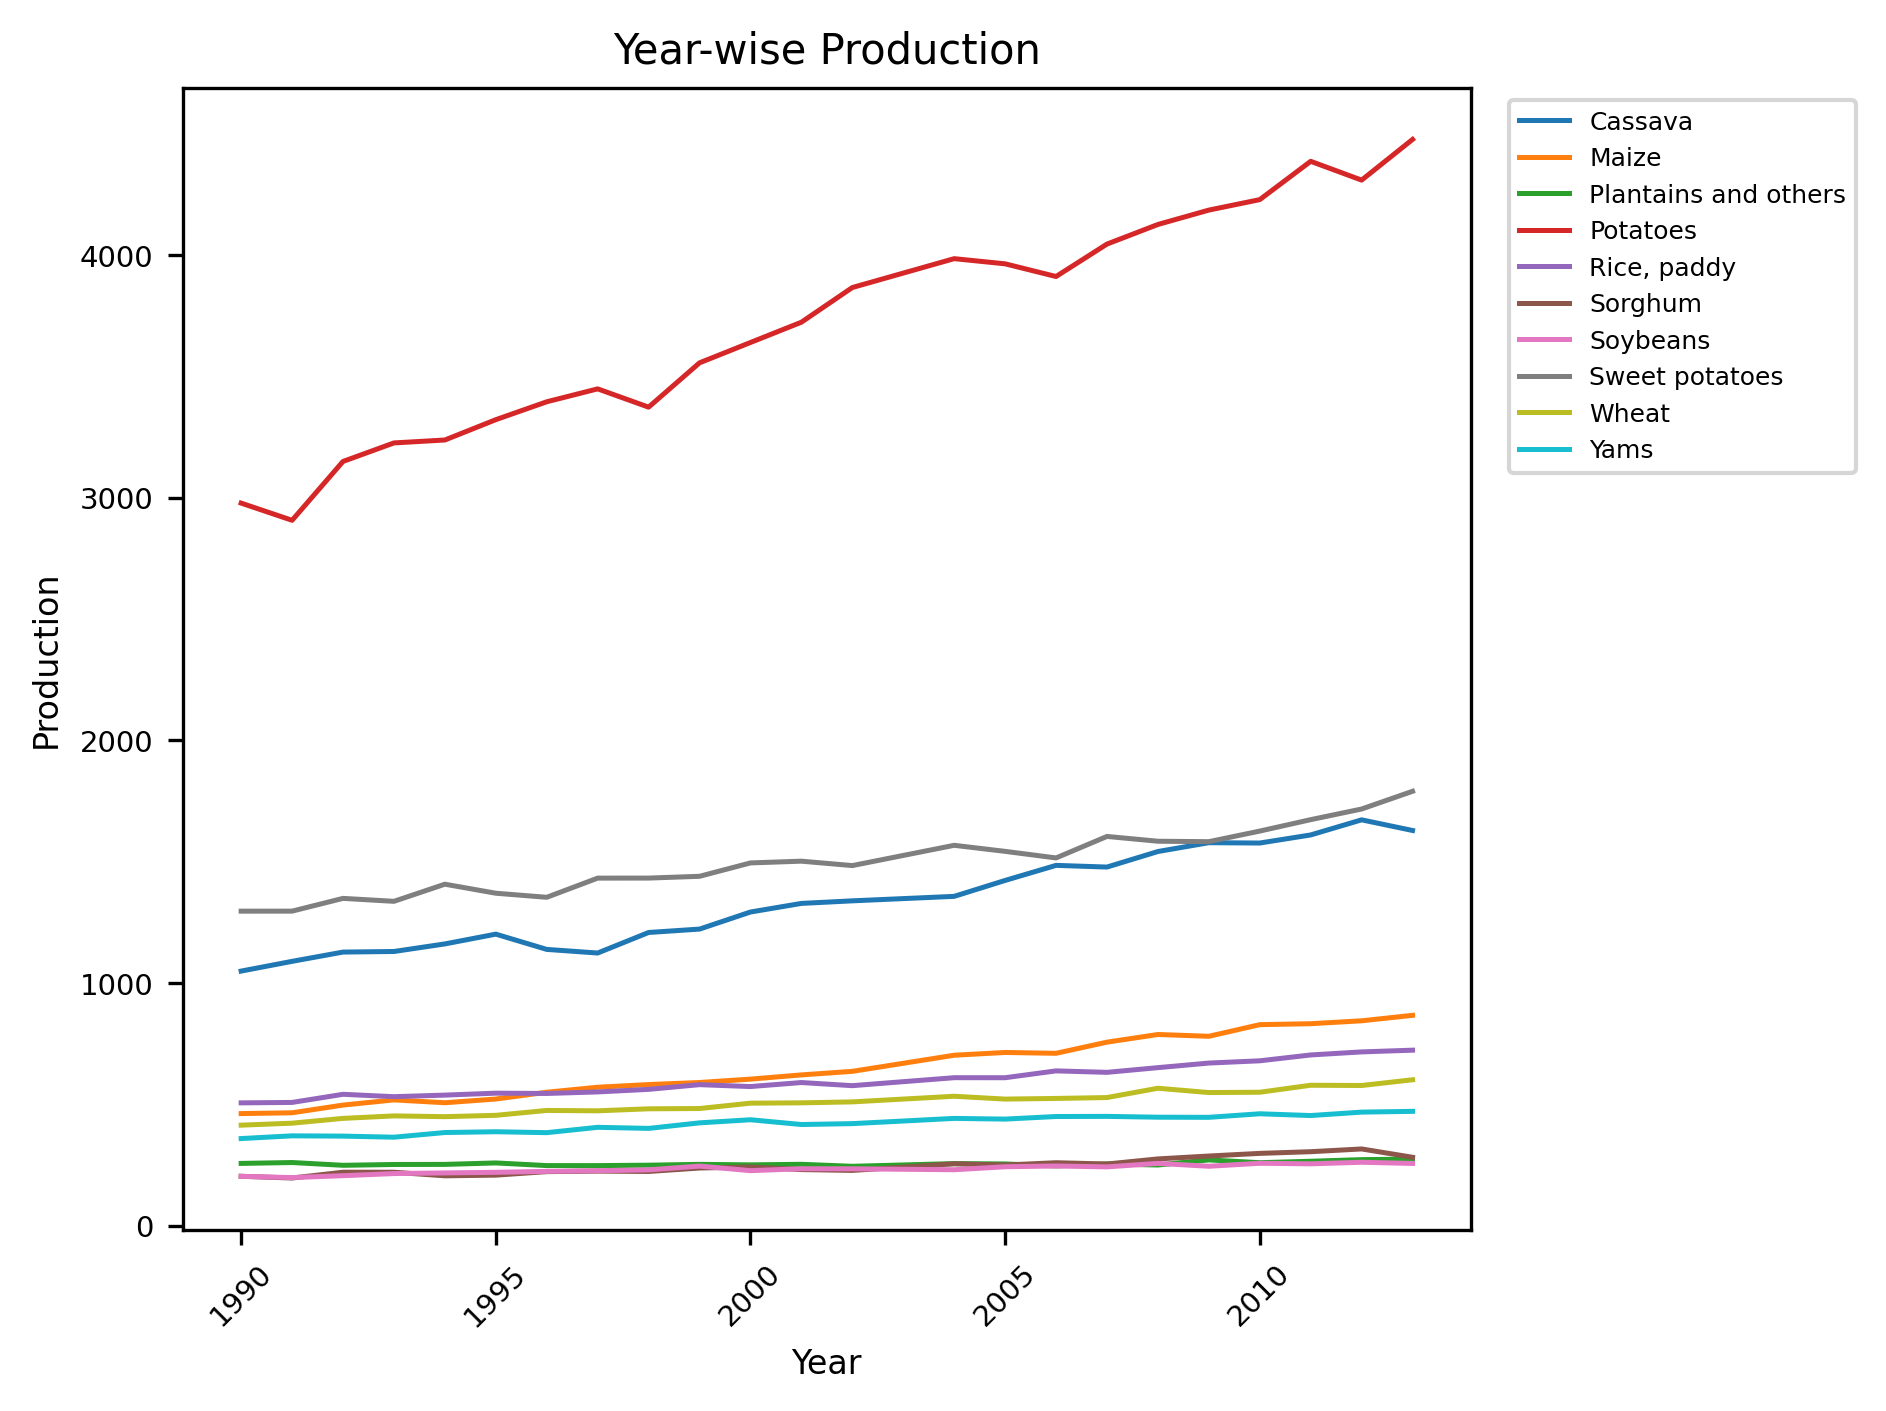 Year-wise Production
Cassava
Maize
Plantains and others
Potatoes
Rice, paddy
Sorghum
Soybeans
Sweet potatoes
Wheat
Yams
Production
4000
3000
2000
1000
0
1990
1995
2000
2005
2010
Year